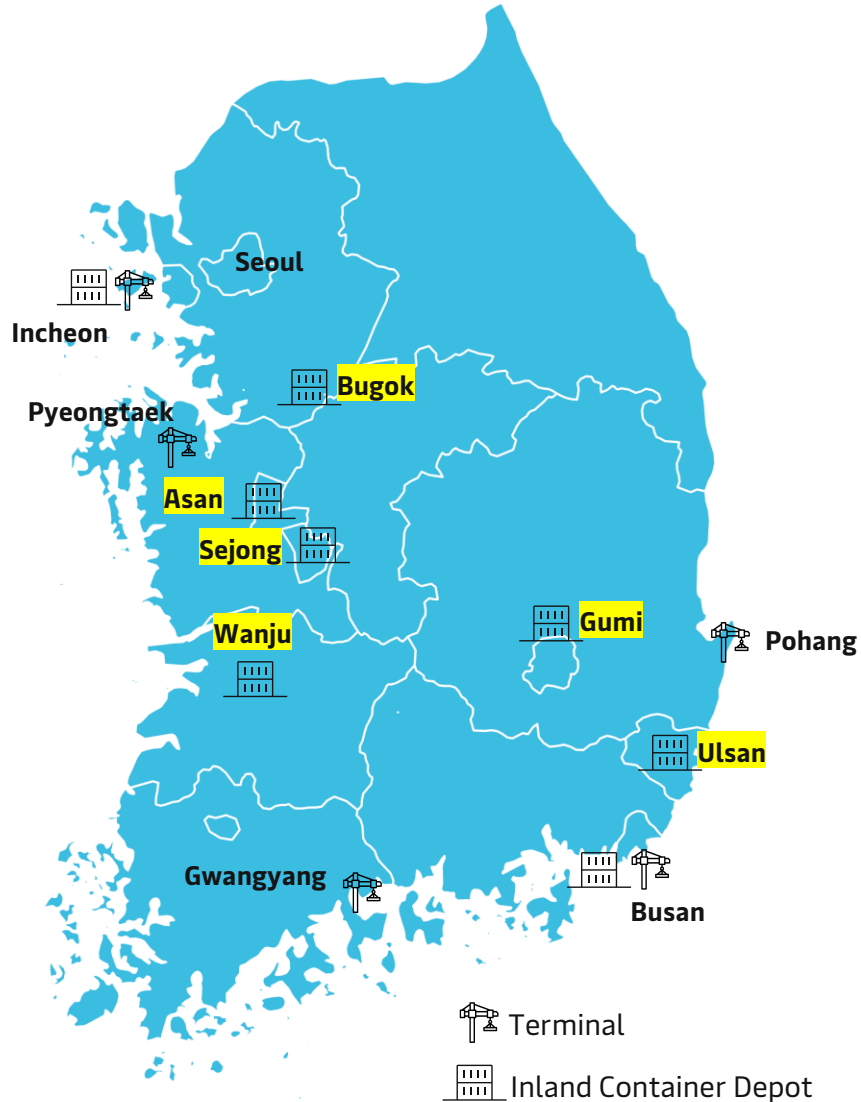 Seoul
Incheon
Bugok
Pyeongtaek
Asan
Sejong
Wanju
Gumi
Pohang
Ulsan
Gwangyang
Busan
Terminal
Inland Container Depot